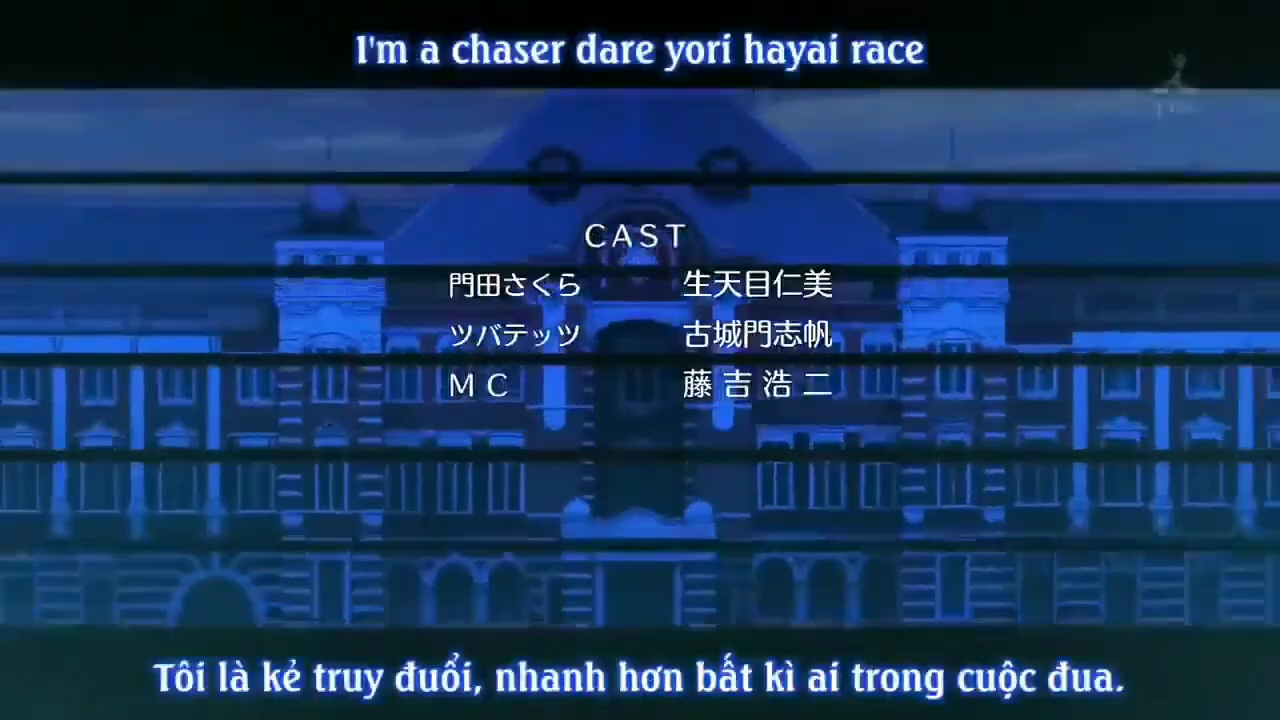 I'm a chaser dare yori hayai race
CAST
門田さくら 生天目仁美
ツバテッツ 古城門志帆
MC 藤吉浩二
Tôi là kẻ truy đuổi, nhanh hơn bất kì ai trong cuộc đua.